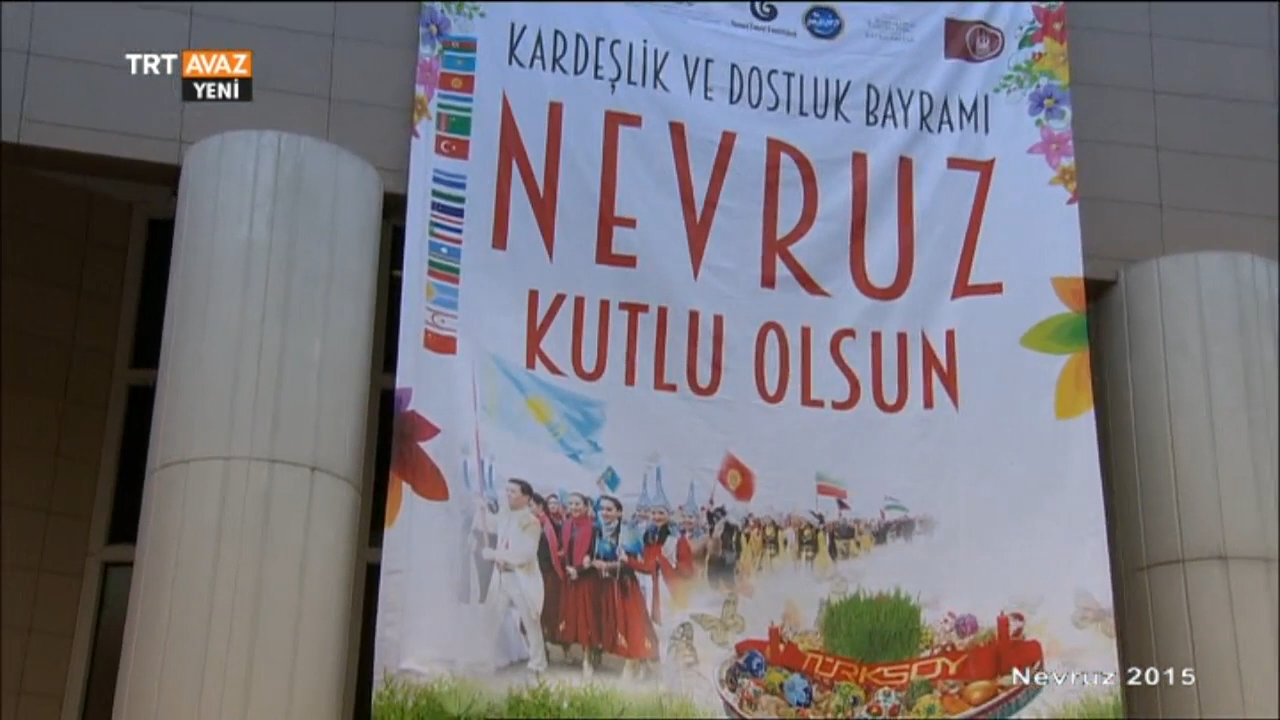 TRT AVAZ
YENİ
KARDEŞLİK VE DOSTLUK BAYRAMI
NEVRUZ
KUTLU OLSUN
TÜRKSOY
Nevruz 2015